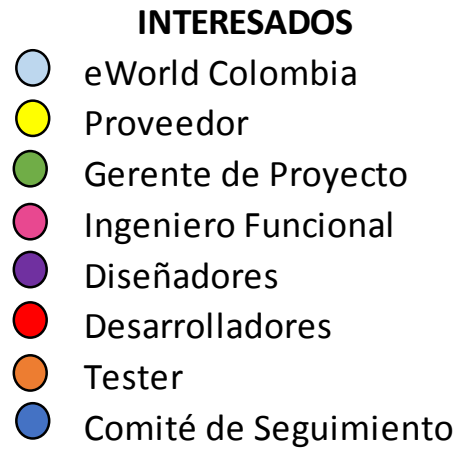 INTERESADOS
eWorld Colombia
Proveedor
Gerente de Proyecto
Ingeniero Funcional
Diseñadores
Desarrolladores
Tester
Comité de Seguimiento